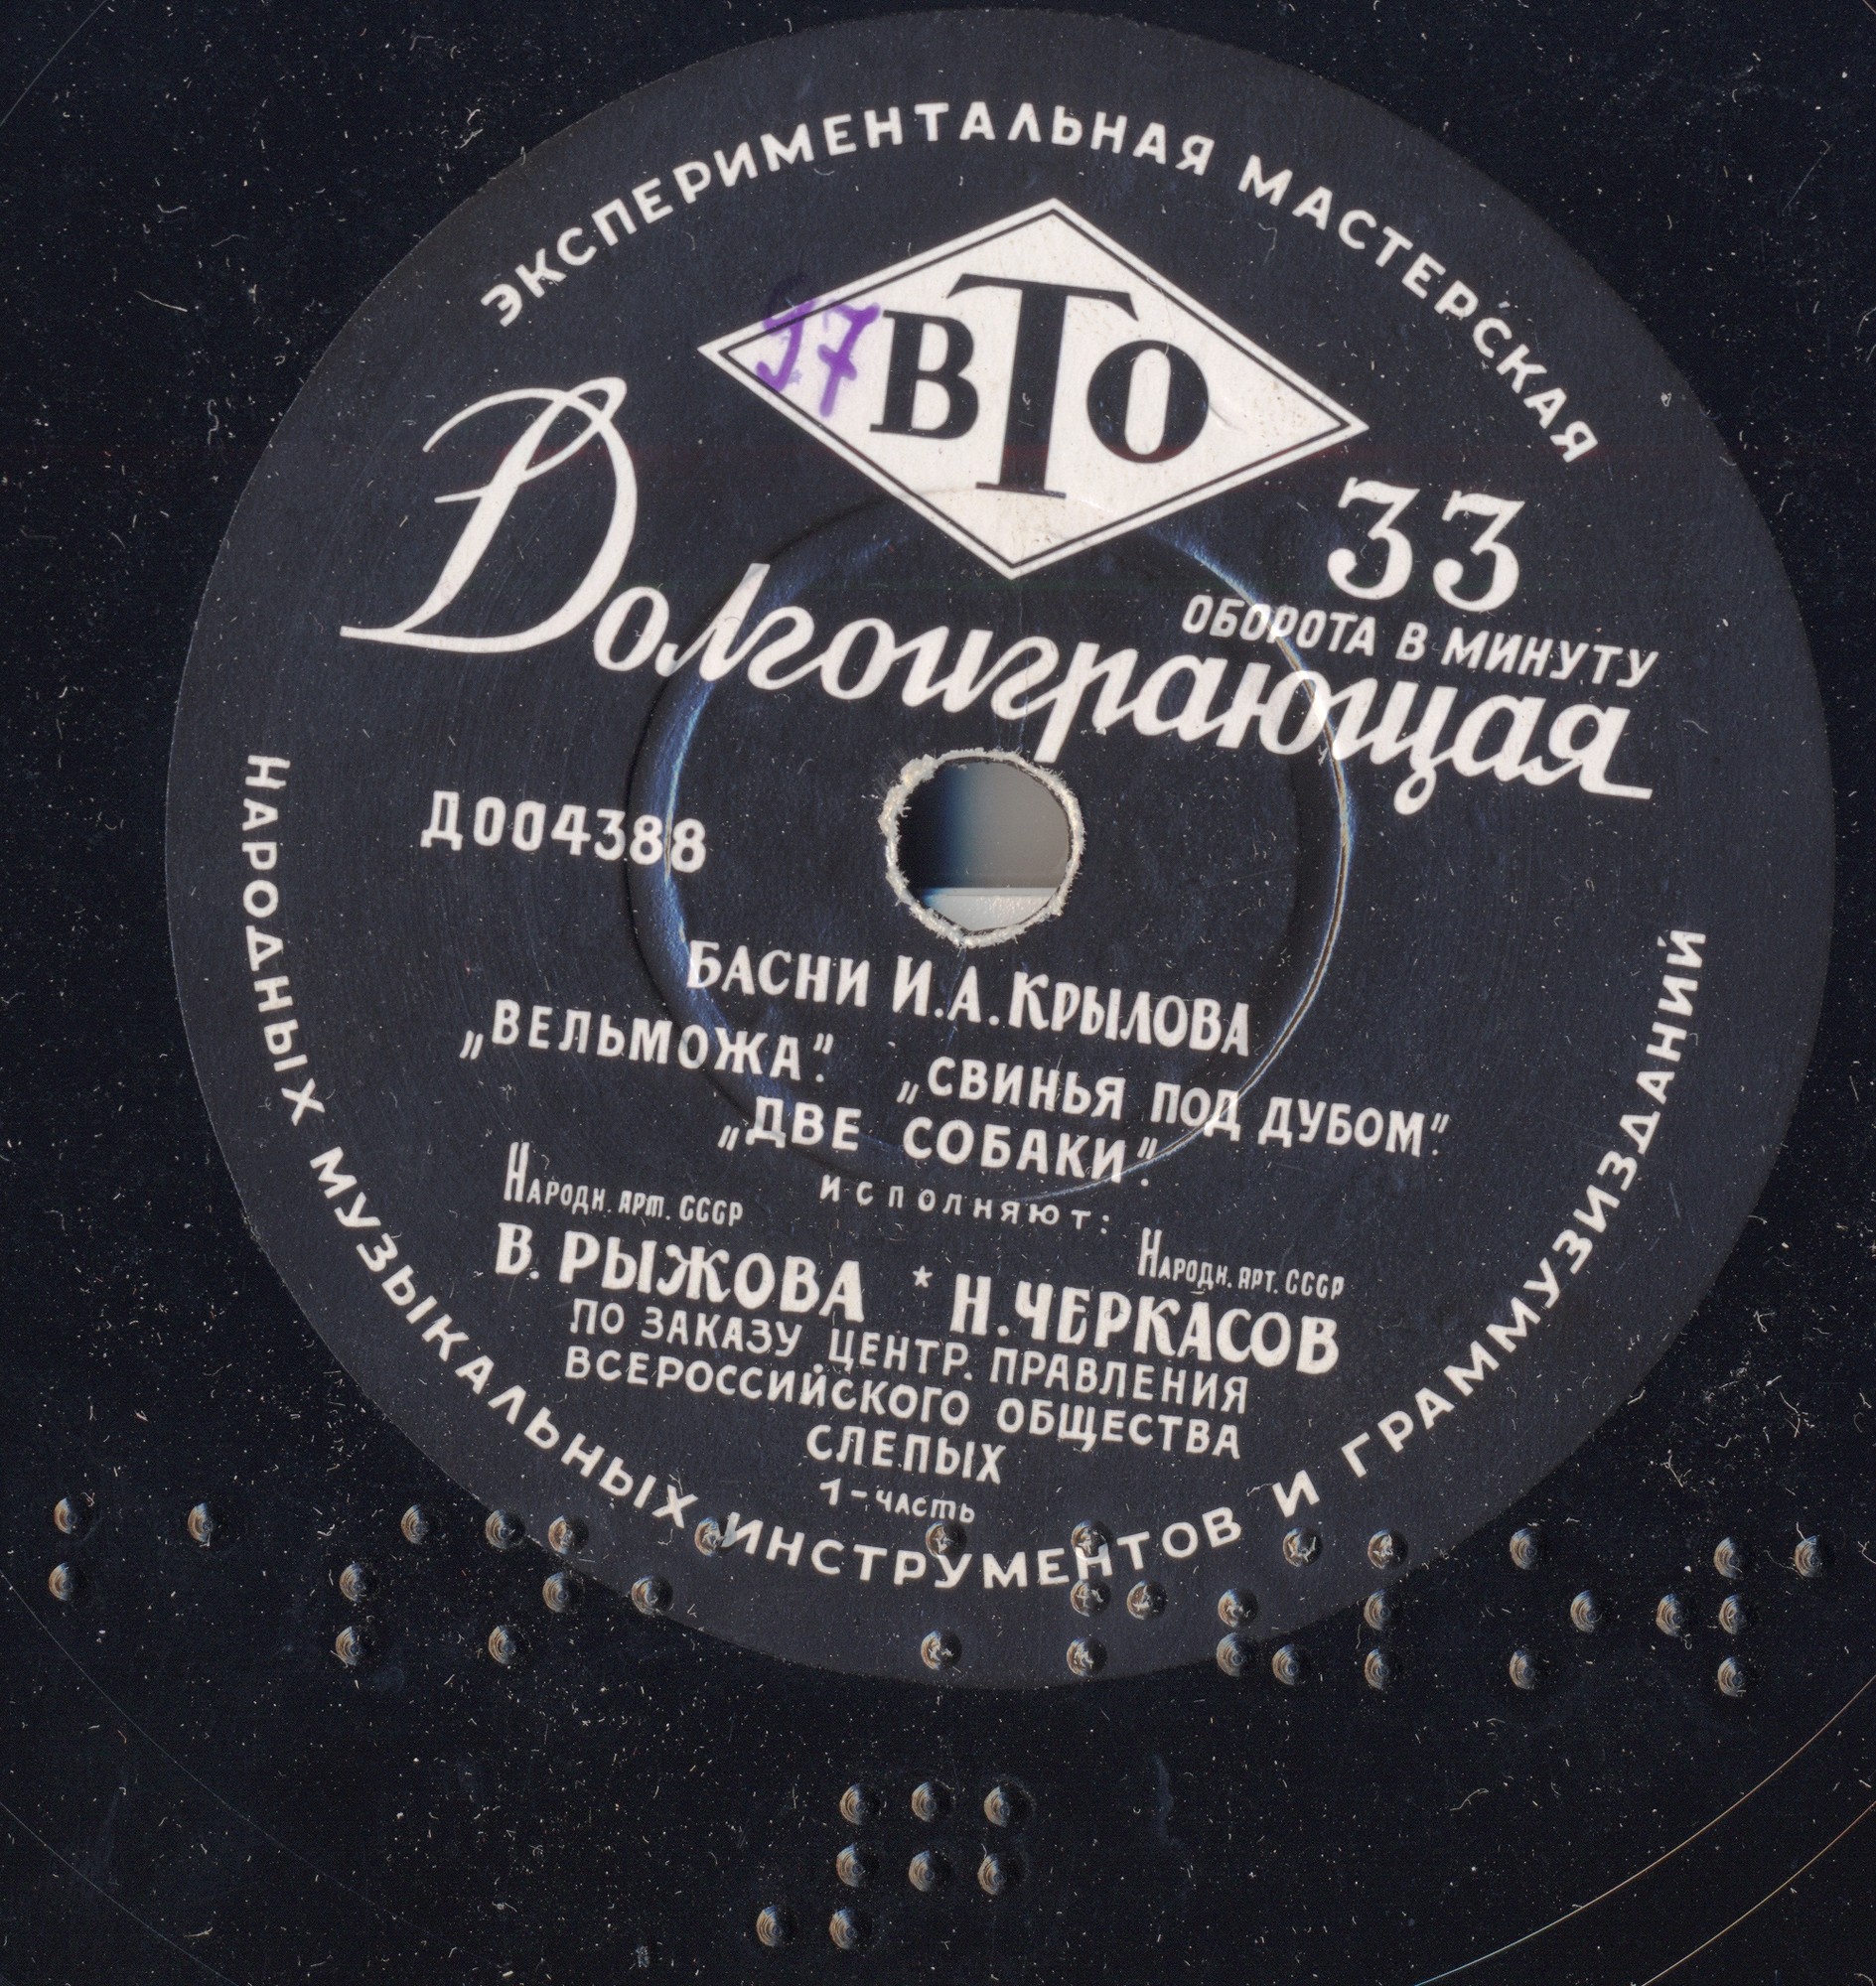 ЭКСПЕРИМЕНТАЛЬНАЯ МАСТЕРСКАЯ
ВТО
33
ОБОРОТА В МИНУТУ
Долгоиграющая
Д004388
БАСНИ И.А.КРЫЛОВА
„ВЕЛЬМОЖА." „СВИНЬЯ ПОД ДУБОМ."
„ДВЕ СОБАКИ."
ИСПОЛНЯЮТ:
НАРОДН. АРТ. СССР НАРОДН. АРТ. СССР
В. РЫЖОВА * Н.ЧЕРКАСОВ
ПО ЗАКАЗУ ЦЕНТР. ПРАВЛЕНИЯ
ВСЕРОССИЙСКОГО ОБЩЕСТВА
СЛЕПЫХ
1-ЧАСТЬ
НАРОДНЫХ МУЗЫКАЛЬНЫХ ИНСТРУМЕНТОВ И ГРАММУЗИЗДАНИЙ